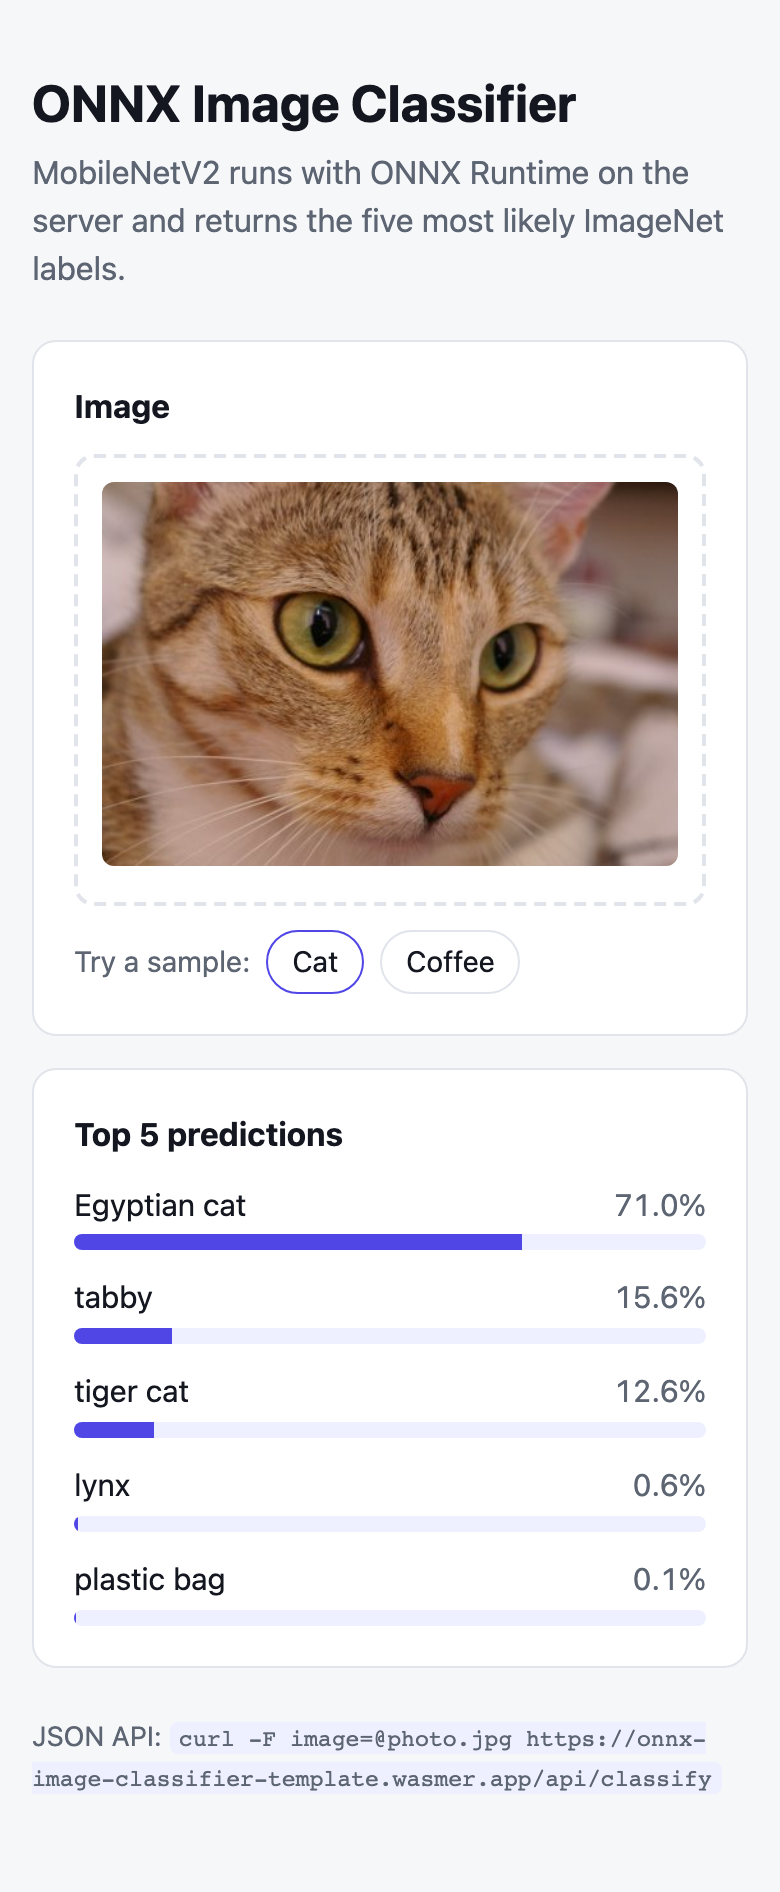 ONNX Image Classifier
MobileNetV2 runs with ONNX Runtime on the
server and returns the five most likely ImageNet
labels.
Image
Try a sample: Cat Coffee
Top 5 predictions
Egyptian cat 71.0%
tabby 15.6%
tiger cat 12.6%
lynx 0.6%
plastic bag 0.1%
JSON API: curl -F image=@photo.jpg https://onnx-
image-classifier-template.wasmer.app/api/classify